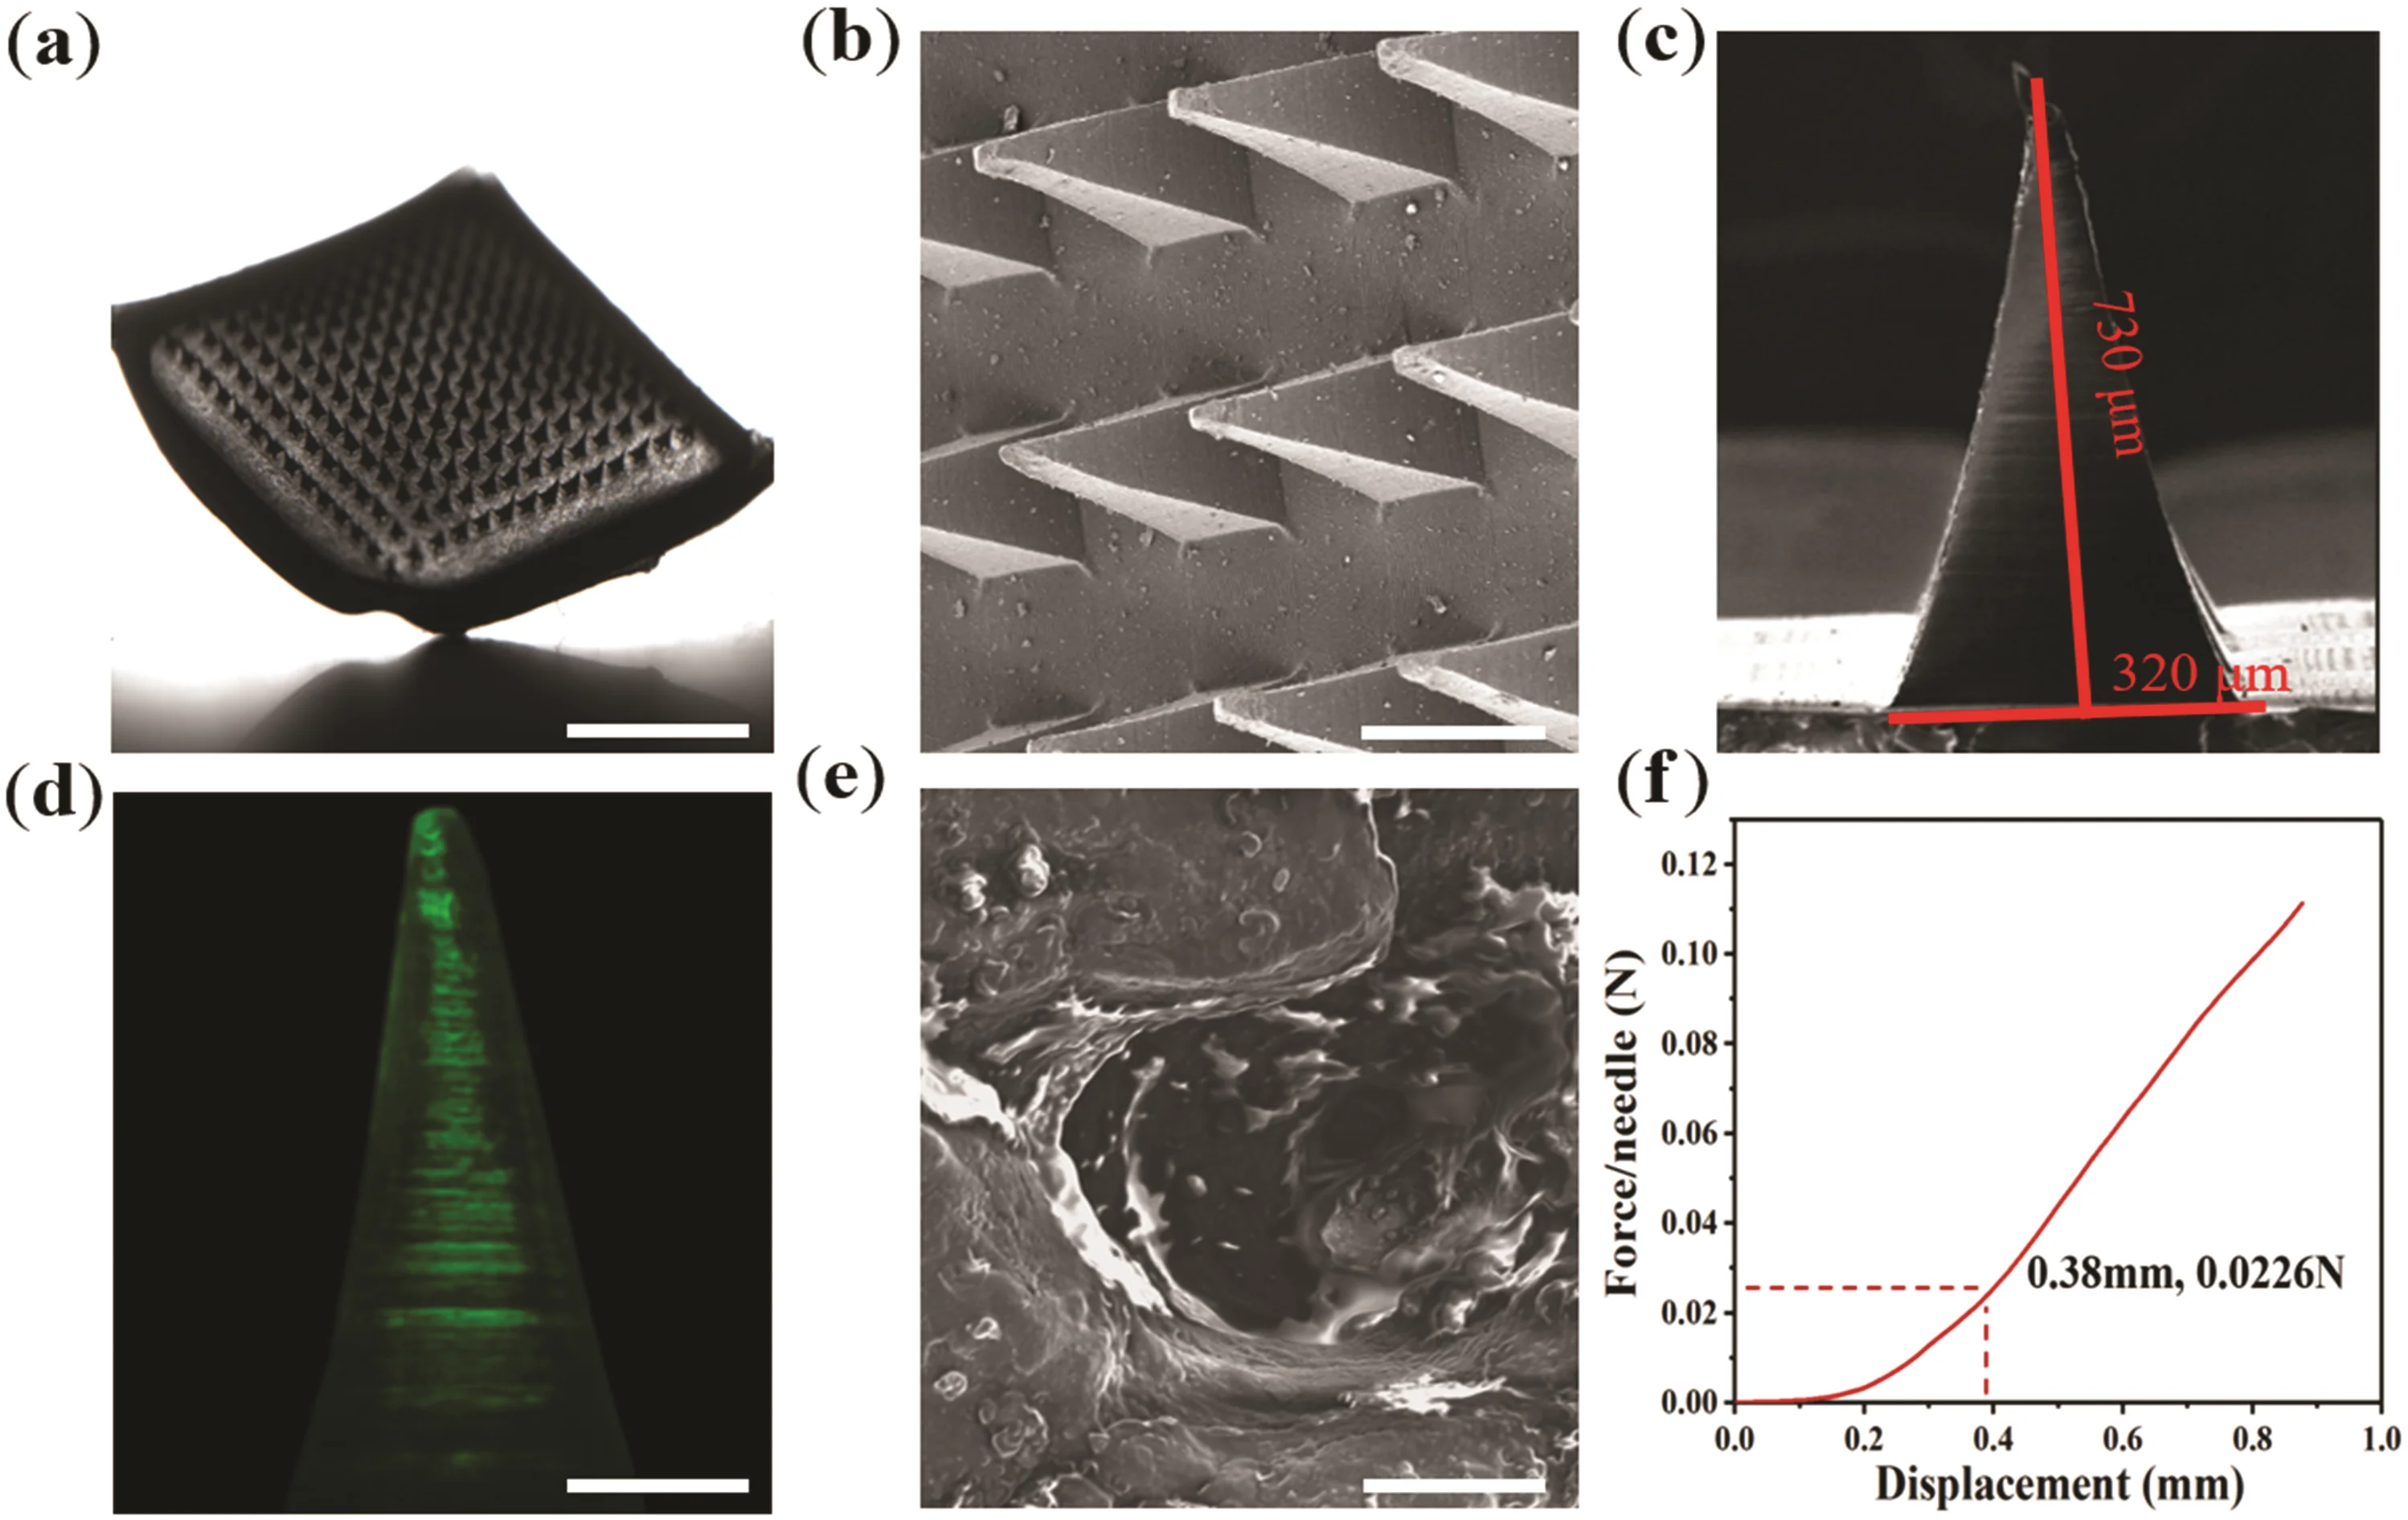 (a)
(b)
(c)
730 µm
320 µm
(d)
(e)
(f)
Force/needle (N)
0.12
0.10
0.08
0.06
0.04
0.02
0.00
0.38mm, 0.0226N
0.0 0.2 0.4 0.6 0.8 1.0
Displacement (mm)